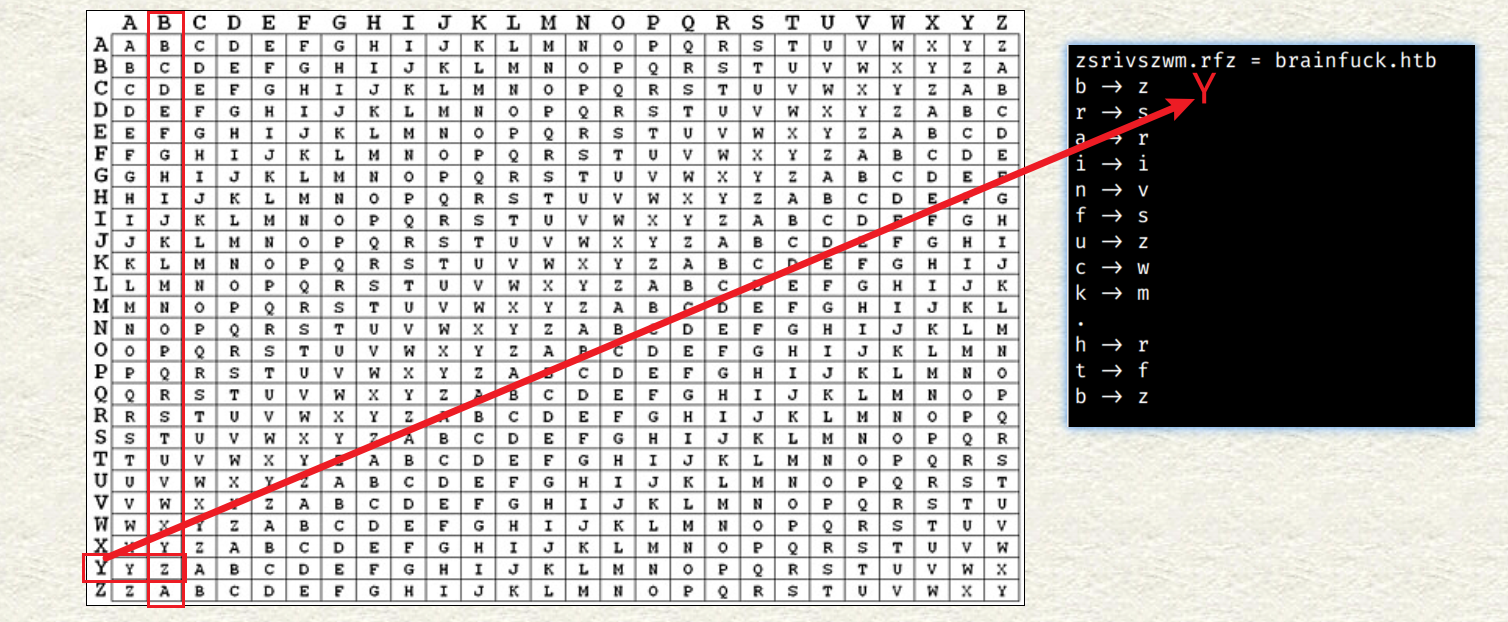 A B C D E F G H I J K L M N O P Q R S T U V W X Y Z
A A B C D E F G H I J K L M N O P Q R S T U V W X Y Z
B B C D E F G H I J K L M N O P Q R S T U V W X Y Z A
C C D E F G H I J K L M N O P Q R S T U V W X Y Z A B
D D E F G H I J K L M N O P Q R S T U V W X Y Z A B C
E E F G H I J K L M N O P Q R S T U V W X Y Z A B C D
F F G H I J K L M N O P Q R S T U V W X Y Z A B C D E
G G H I J K L M N O P Q R S T U V W X Y Z A B C D E F
H H I J K L M N O P Q R S T U V W X Y Z A B C D E F G
I I J K L M N O P Q R S T U V W X Y Z A B C D E F G H
J J K L M N O P Q R S T U V W X Y Z A B C D E F G H I
K K L M N O P Q R S T U V W X Y Z A B C D E F G H I J
L L M N O P Q R S T U V W X Y Z A B C D E F G H I J K
M M N O P Q R S T U V W X Y Z A B C D E F G H I J K L
N N O P Q R S T U V W X Y Z A B C D E F G H I J K L M
O O P Q R S T U V W X Y Z A B C D E F G H I J K L M N
P P Q R S T U V W X Y Z A B C D E F G H I J K L M N O
Q Q R S T U V W X Y Z A B C D E F G H I J K L M N O P
R R S T U V W X Y Z A B C D E F G H I J K L M N O P Q
S S T U V W X Y Z A B C D E F G H I J K L M N O P Q R
T T U V W X Y Z A B C D E F G H I J K L M N O P Q R S
U U V W X Y Z A B C D E F G H I J K L M N O P Q R S T
V V W X Y Z A B C D E F G H I J K L M N O P Q R S T U
W W X Y Z A B C D E F G H I J K L M N O P Q R S T U V
X X Y Z A B C D E F G H I J K L M N O P Q R S T U V W
Y Y Z A B C D E F G H I J K L M N O P Q R S T U V W X
Z Z A B C D E F G H I J K L M N O P Q R S T U V W X Y
zsrivszwm.rfz = brainfuck.htb
b → z Y
r → s
a → r
i → i
n → v
f → s
u → z
c → w
k → m
.
h → r
t → f
b → z